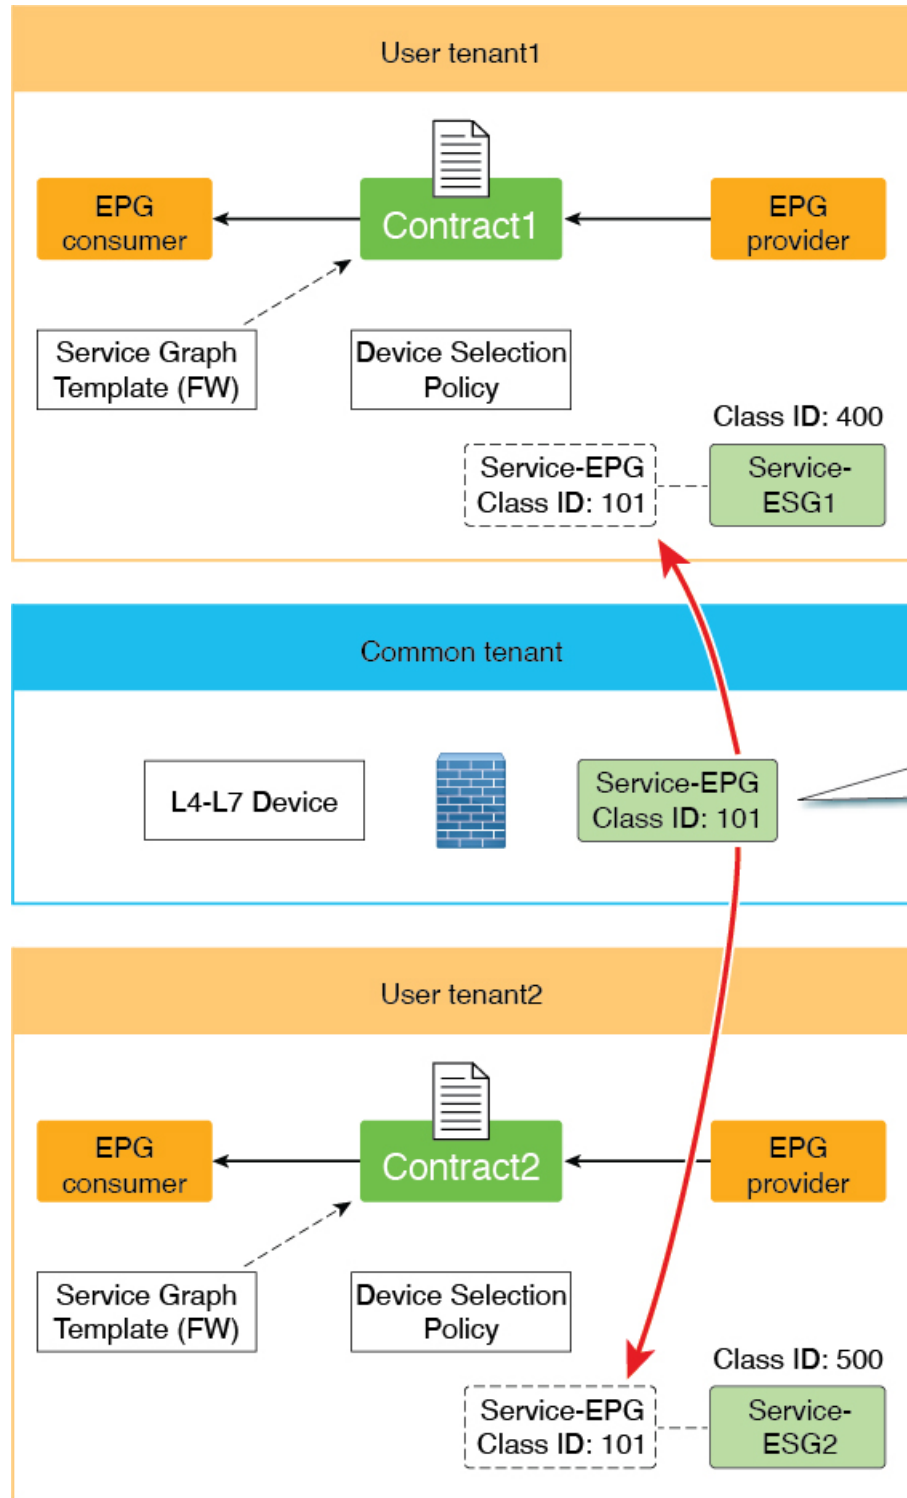 User tenant1
EPG
consumer
Contract1
EPG
provider
Service Graph
Template (FW)
Device Selection
Policy
Class ID: 400
Service-EPG
Class ID: 101
Service-
ESG1
Common tenant
L4-L7 Device
Service-EPG
Class ID: 101
User tenant2
EPG
consumer
Contract2
EPG
provider
Service Graph
Template (FW)
Device Selection
Policy
Class ID: 500
Service-EPG
Class ID: 101
Service-
ESG2